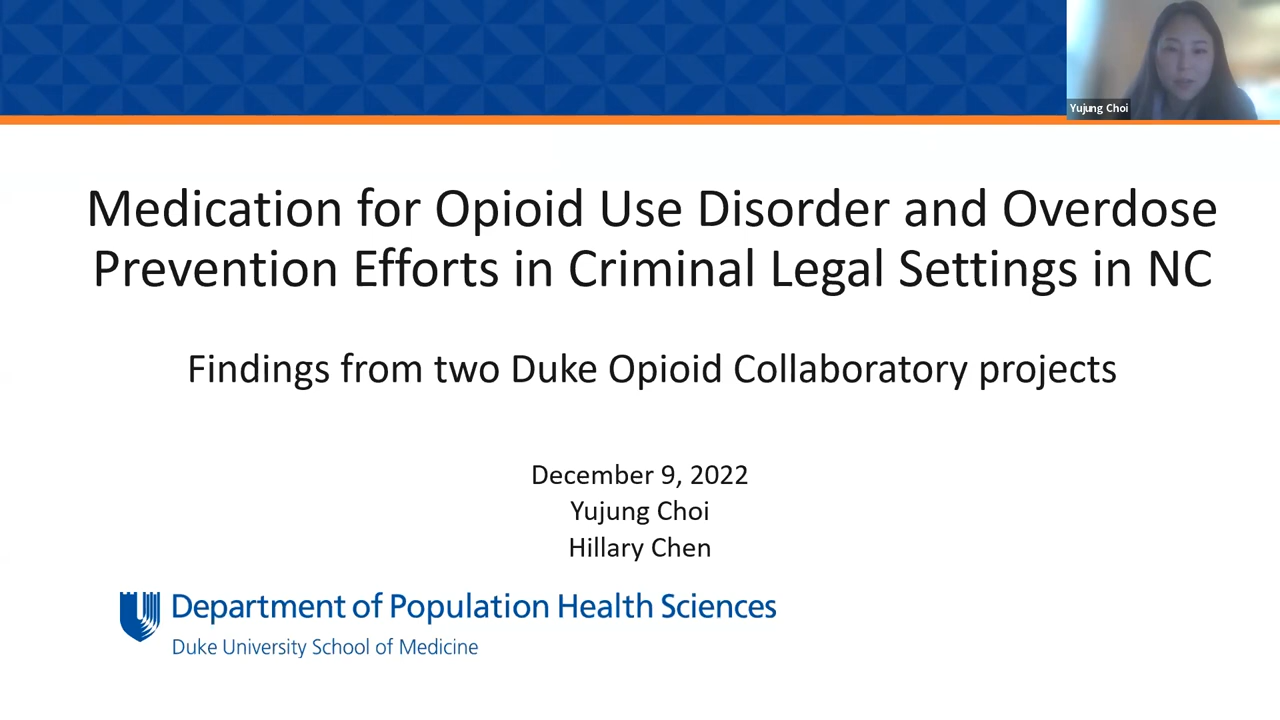 Yujung Choi
Medication for Opioid Use Disorder and Overdose
Prevention Efforts in Criminal Legal Settings in NC
Findings from two Duke Opioid Collaboratory projects
December 9, 2022
Yujung Choi
Hillary Chen
Department of Population Health Sciences
Duke University School of Medicine